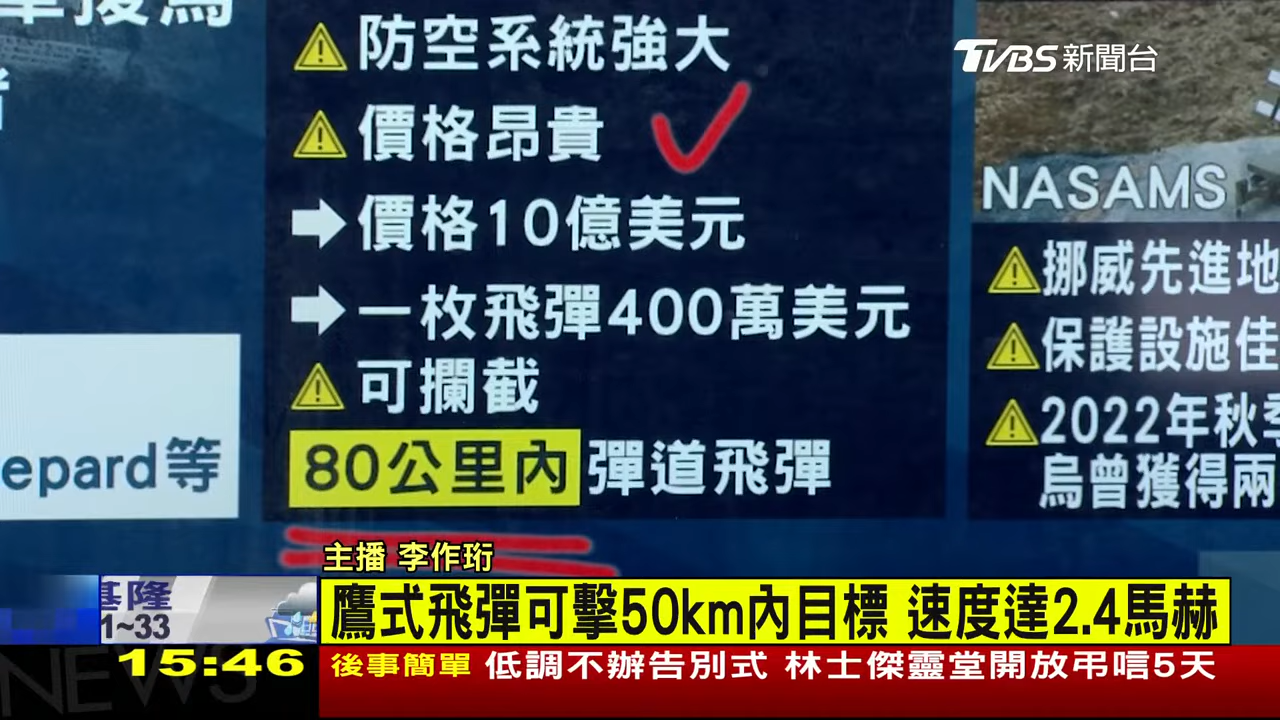 防空系統強大
價格昂貴
價格10億美元
一枚飛彈400萬美元
可攔截
80公里內彈道飛彈
TVBS新聞台
NASAMS
挪威先進地
保護設施佳
2022年秋季
烏曾獲得兩
epard等
主播 李作珩
鷹式飛彈可擊50km內目標 速度達2.4馬赫
基隆
1~33
15:46
後事簡單 低調不辦告別式 林士傑靈堂開放弔唁5天
NEWS